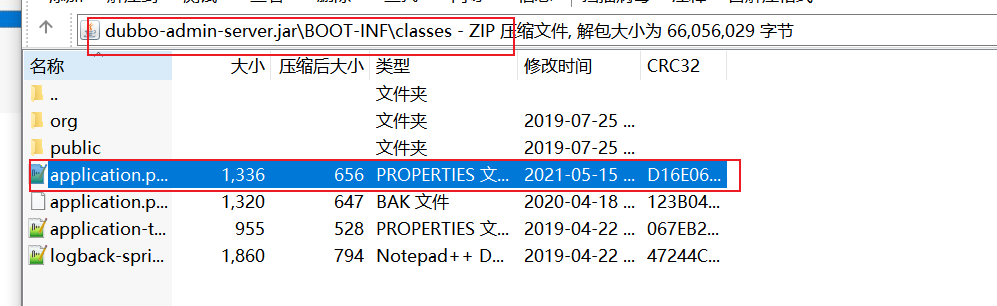 dubbo-admin-server.jar\BOOT-INF\classes - ZIP 压缩文件, 解包大小为 66,056,029 字节
名称 大小 压缩后大小 类型 修改时间 CRC32
.. 文件夹
org 文件夹 2019-07-25 ...
public 文件夹 2019-07-25 ...
application.p... 1,336 656 PROPERTIES 文... 2021-05-15 ... D16E06...
application.p... 1,320 647 BAK 文件 2020-04-18 ... 123B04...
application-t... 955 528 PROPERTIES 文... 2019-04-22 ... 067EB2...
logback-spri... 1,860 794 Notepad++ D... 2019-04-22 ... 47244C...